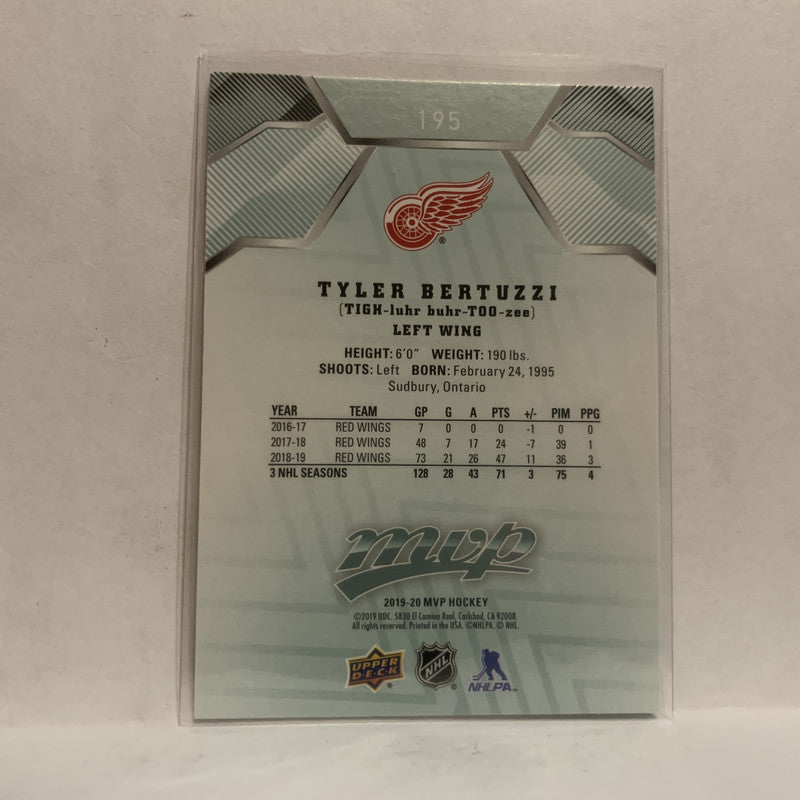 195
®
TYLER BERTUZZI
(TIGH-luhr buhr-TOO-zee)
LEFT WING
HEIGHT: 6'0" WEIGHT: 190 lbs.
SHOOTS: Left BORN: February 24, 1995
Sudbury, Ontario
YEAR TEAM GP G A PTS +/- PIM PPG
2016-17 RED WINGS 7 0 0 0 -1 0 0
2017-18 RED WINGS 48 7 17 24 -7 39 1
2018-19 RED WINGS 73 21 26 47 11 36 3
3 NHL SEASONS 128 28 43 71 3 75 4
mvp
2019-20 MVP HOCKEY
©2019 UDC. 5830 El Camino Real, Carlsbad, CA 92008.
All rights reserved. Printed in the USA. ©NHLPA. © NHL.
UPPER DECK NHL NHLPA